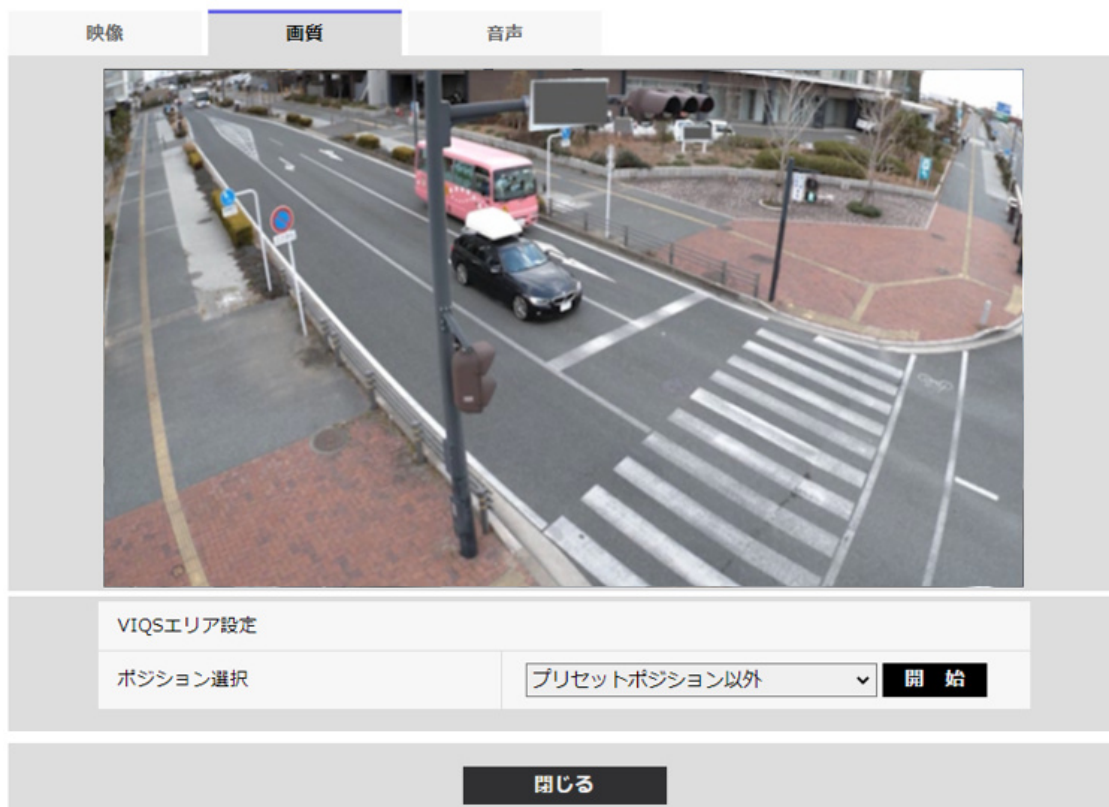 映像
画質
音声
VIQSエリア設定
ポジション選択
プリセットポジション以外
開 始
閉じる